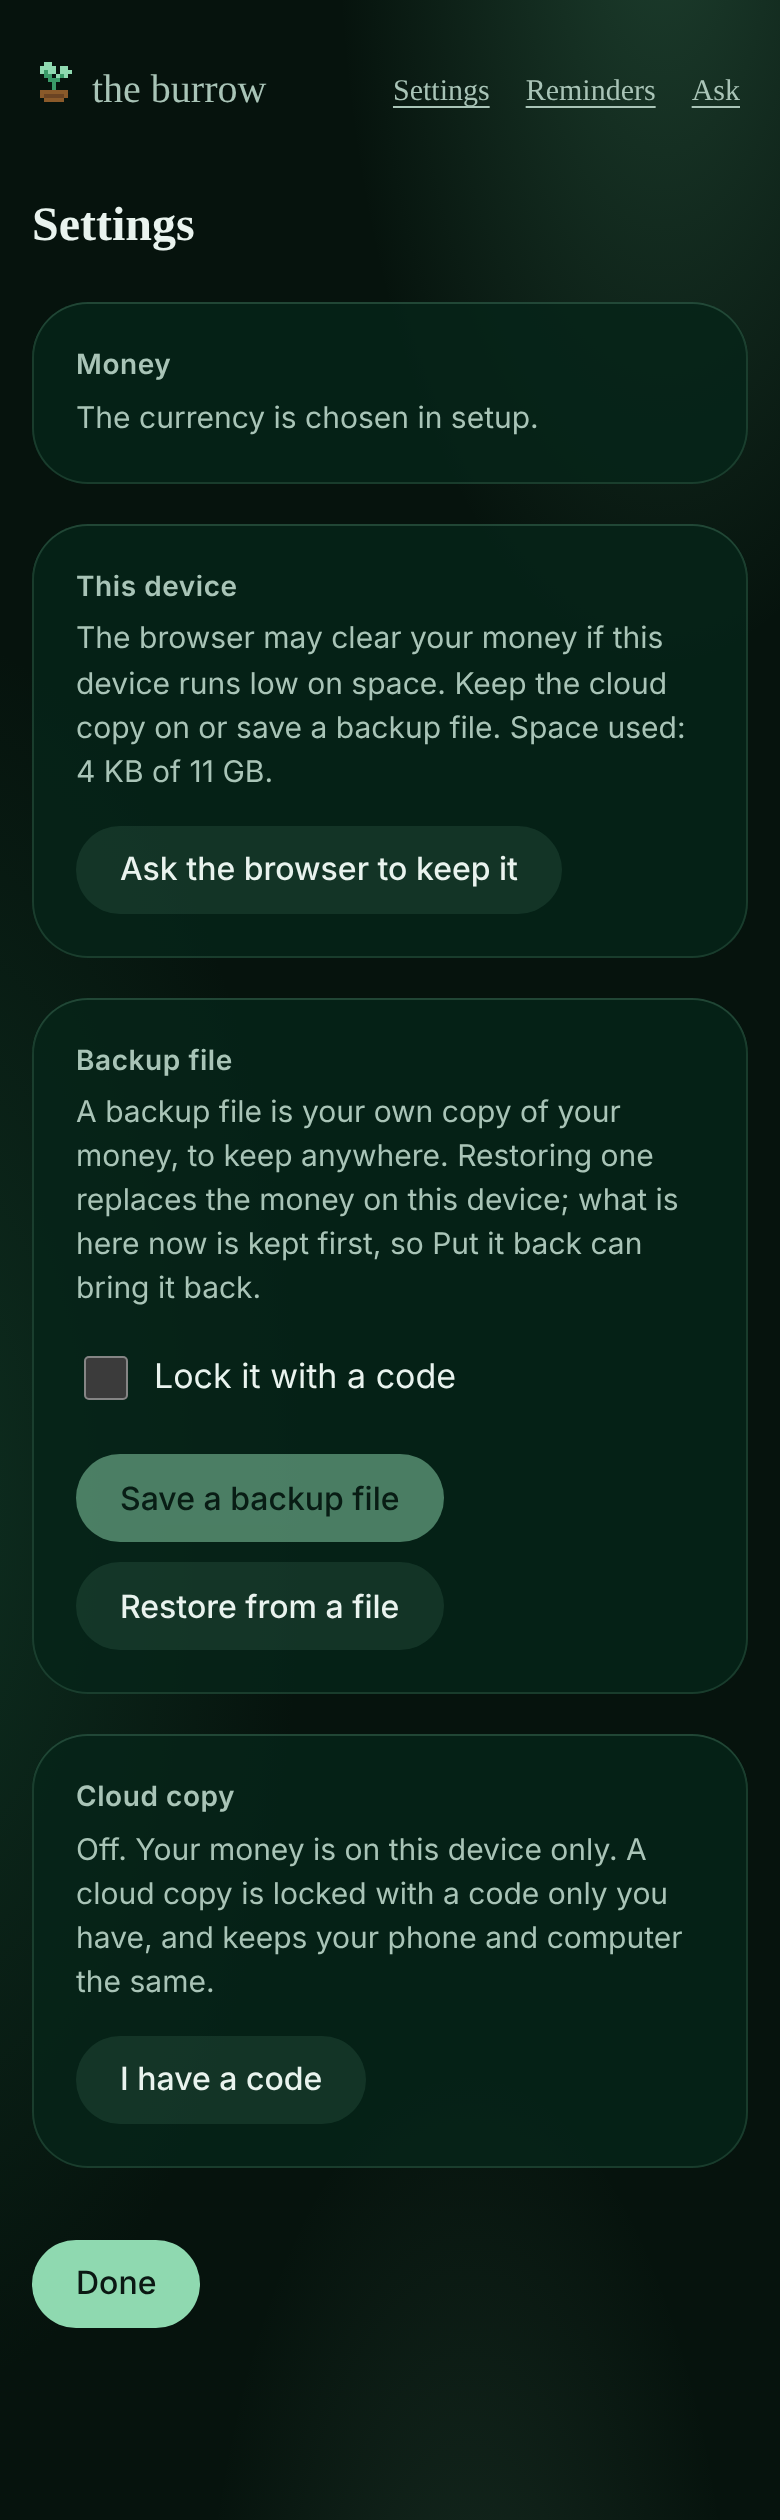 the burrow
Settings Reminders Ask
Settings
Money
The currency is chosen in setup.
This device
The browser may clear your money if this
device runs low on space. Keep the cloud
copy on or save a backup file. Space used:
4 KB of 11 GB.
Ask the browser to keep it
Backup file
A backup file is your own copy of your
money, to keep anywhere. Restoring one
replaces the money on this device; what is
here now is kept first, so Put it back can
bring it back.
Lock it with a code
Save a backup file
Restore from a file
Cloud copy
Off. Your money is on this device only. A
cloud copy is locked with a code only you
have, and keeps your phone and computer
the same.
I have a code
Done